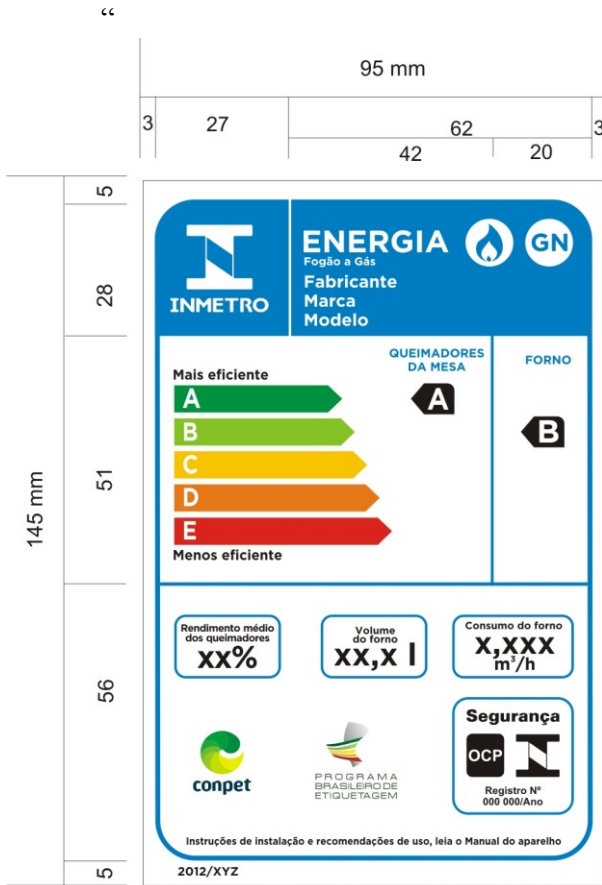 “
95 mm
3 27 62 3
42 20
5
28
51
145 mm
56
5
INMETRO
ENERGIA GN
Fogão a Gás
Fabricante
Marca
Modelo
QUEIMADORES
DA MESA
FORNO
Mais eficiente
A A
B B
C
D
E
Menos eficiente
Rendimento médio
dos queimadores
XX%
Volume
do forno
XX,X l
Consumo do forno
X,XXX
m³/h
conpet
PROGRAMA
BRASILEIRO DE
ETIQUETAGEM
Segurança
OCP
Registro Nº
000 000/Ano
Instruções de instalação e recomendações de uso, leia o Manual do aparelho
2012/XYZ